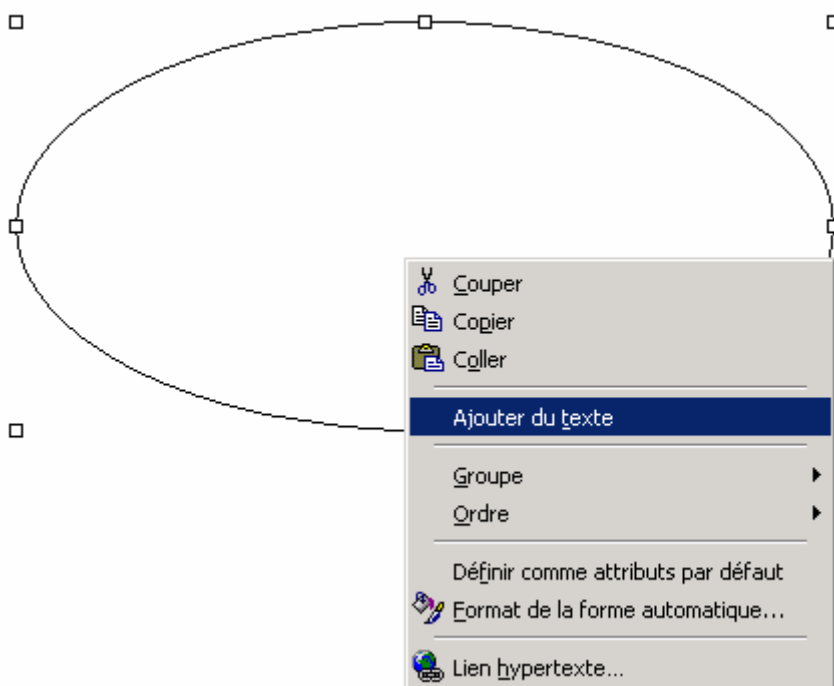 Couper
Copier
Coller
Ajouter du texte
Groupe
Ordre
Définir comme attributs par défaut
Format de la forme automatique...
Lien hypertexte...